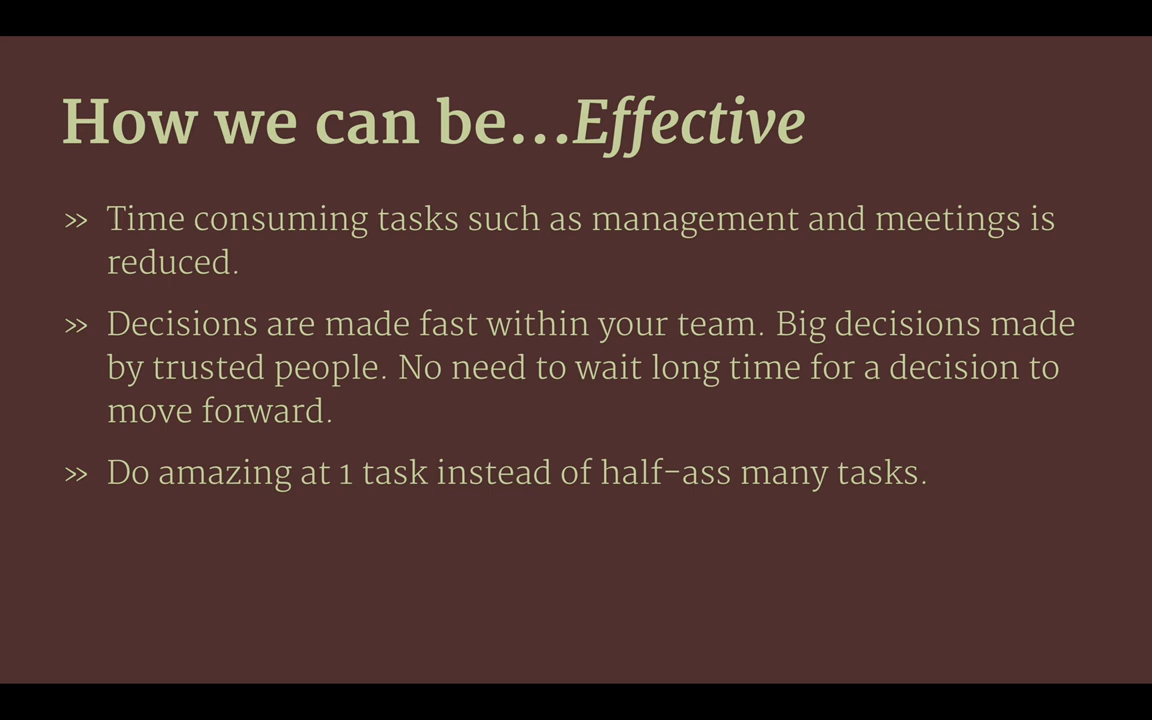 How we can be...Effective
» Time consuming tasks such as management and meetings is
reduced.
» Decisions are made fast within your team. Big decisions made
by trusted people. No need to wait long time for a decision to
move forward.
» Do amazing at 1 task instead of half-ass many tasks.